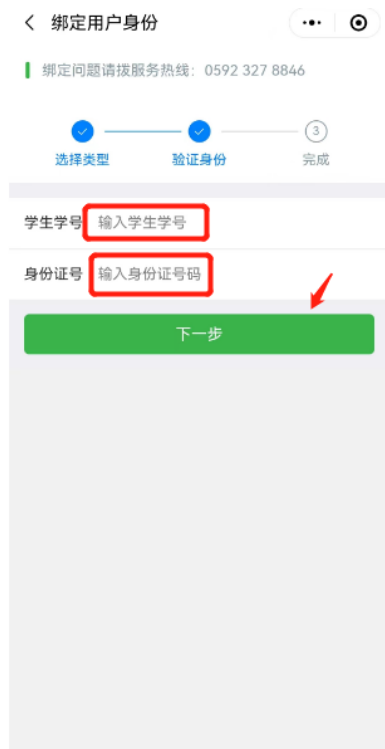 绑定用户身份
绑定问题请拨服务热线：0592 327 8846
3
选择类型 验证身份 完成
学生学号 输入学生学号
身份证号 输入身份证号码
下一步